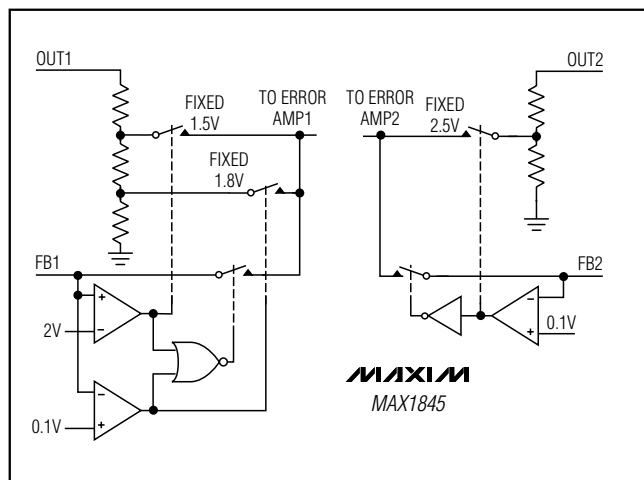 OUT1
OUT2
FIXED
1.5V
TO ERROR
AMP1
TO ERROR
AMP2
FIXED
2.5V
FIXED
1.8V
FB1
FB2
+
−
2V
−
+
0.1V
−
+
0.1V
MAXIM
MAX1845